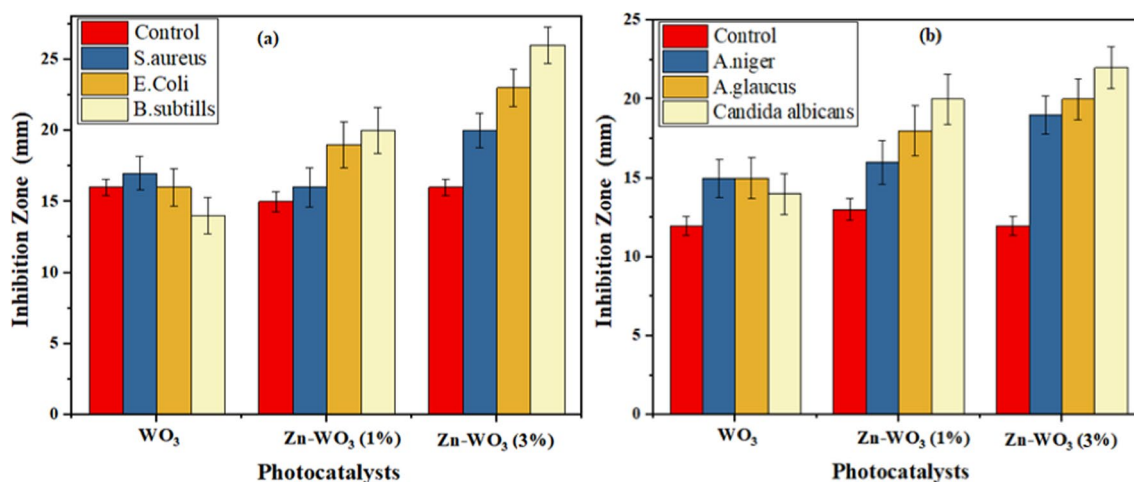 (a)
Control
S.aureus
E.Coli
B.subtills
Inhibition Zone (mm)
25
20
15
10
5
0
WO₃
Zn-WO₃ (1%)
Zn-WO₃ (3%)
Photocatalysts
(b)
Control
A.niger
A.glaucus
Candida albicans
Inhibition Zone (mm)
25
20
15
10
5
0
WO₃
Zn-WO₃ (1%)
Zn-WO₃ (3%)
Photocatalysts